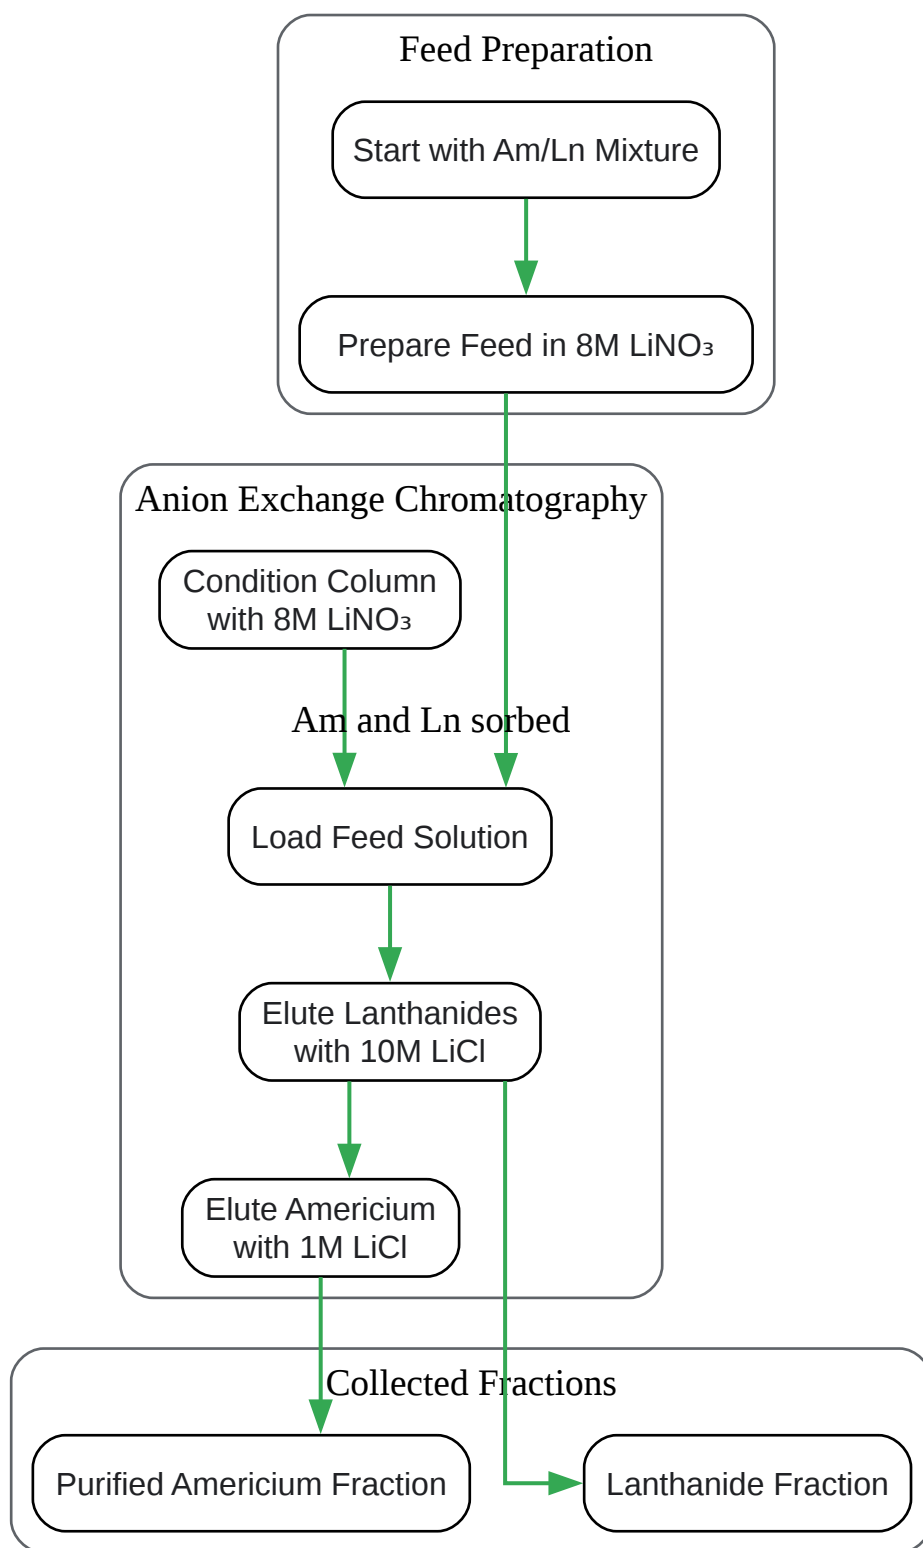 Feed Preparation
Start with Am/Ln Mixture
Prepare Feed in 8M LiNO₃
Anion Exchange Chromatography
Condition Column
with 8M LiNO₃
Am and Ln sorbed
Load Feed Solution
Elute Lanthanides
with 10M LiCl
Elute Americium
with 1M LiCl
Collected Fractions
Purified Americium Fraction
Lanthanide Fraction